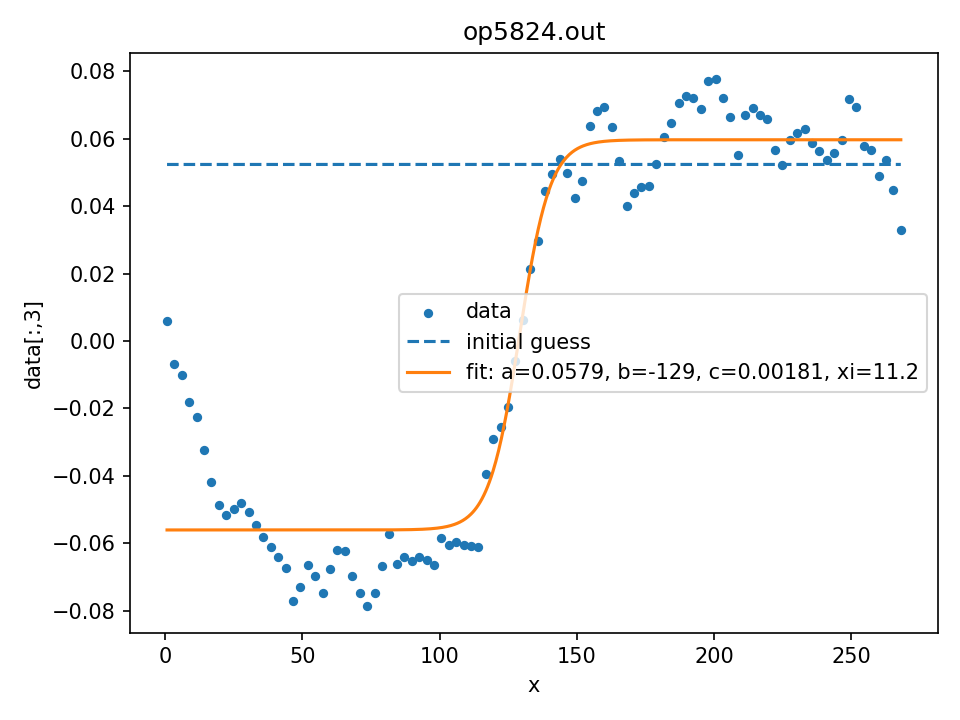 op5824.out
0.08
0.06
0.04
0.02
0.00
−0.02
−0.04
−0.06
−0.08
data[:,3]
data
initial guess
fit: a=0.0579, b=-129, c=0.00181, xi=11.2
0 50 100 150 200 250
x